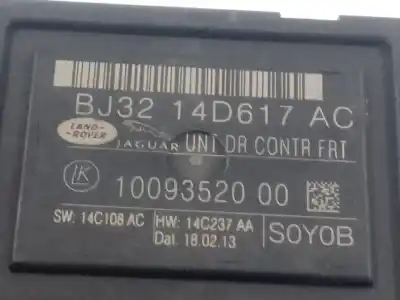 BJ32 14D617 AC
LAND-ROVER JAGUAR UNT DR CONTR FRT
LK 10093520 00
SW: 14C108 AC HW: 14C237 AA S0Y0B
Dat. 18.02.13